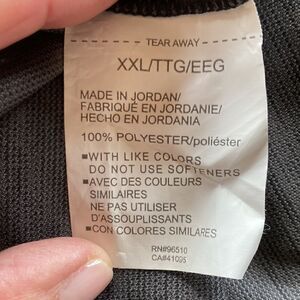 TEAR AWAY
XXL/TTG/EEG
MADE IN JORDAN/
FABRIQUÉ EN JORDANIE/
HECHO EN JORDANIA
100% POLYESTER/poliéster
▪WITH LIKE COLORS
DO NOT USE SOFTENERS
▪AVEC DES COULEURS
SIMILAIRES
NE PAS UTILISER
D'ASSOUPLISSANTS
▪CON COLORES SIMILARES
RN#96510
CA#41095